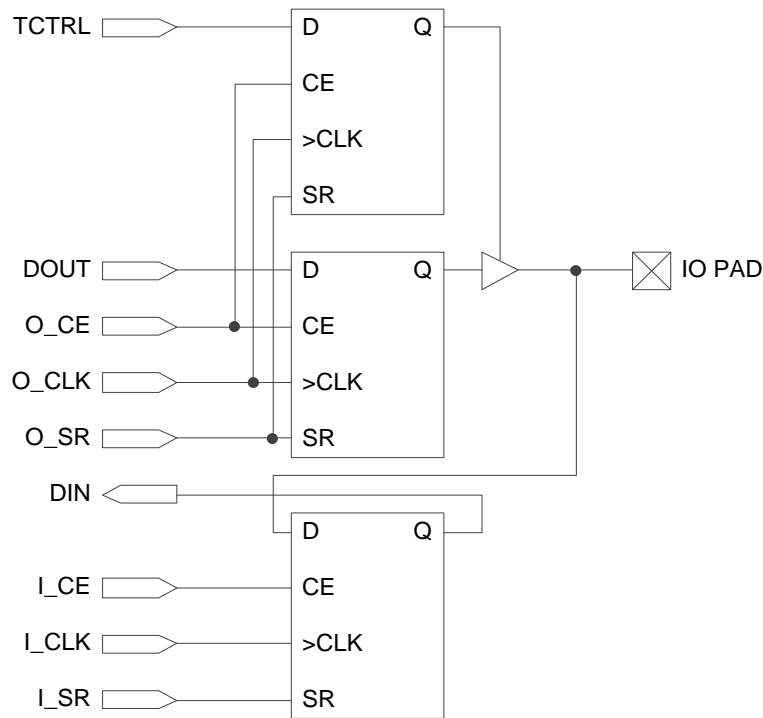 TCTRL
D
Q
CE
>CLK
SR
DOUT
D
Q
IO PAD
O_CE
CE
O_CLK
>CLK
O_SR
SR
DIN
D
Q
I_CE
CE
I_CLK
>CLK
I_SR
SR